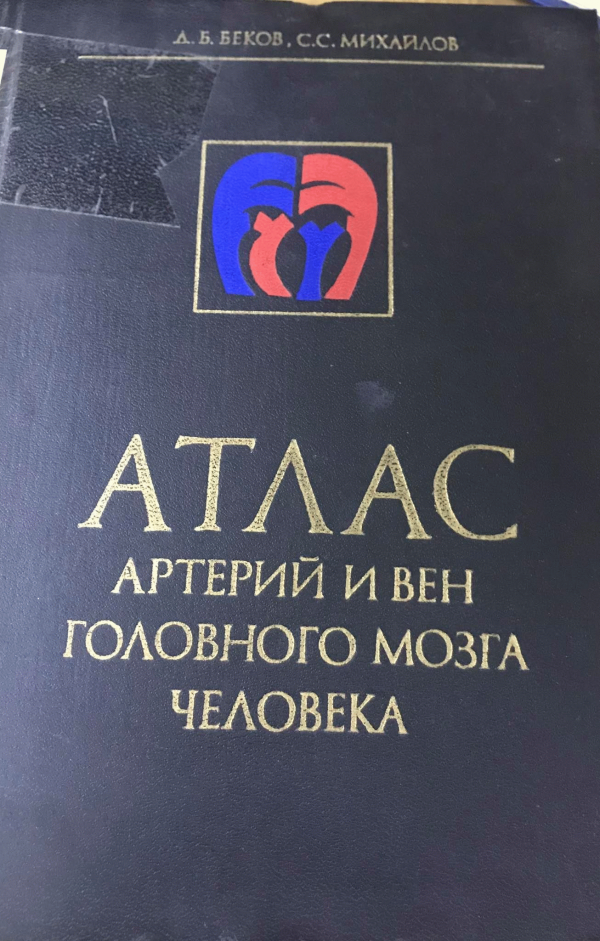 Д. Б. БЕКОВ, С.С. МИХАЙЛОВ
АТЛАС
АРТЕРИЙ И ВЕН
ГОЛОВНОГО МОЗГА
ЧЕЛОВЕКА